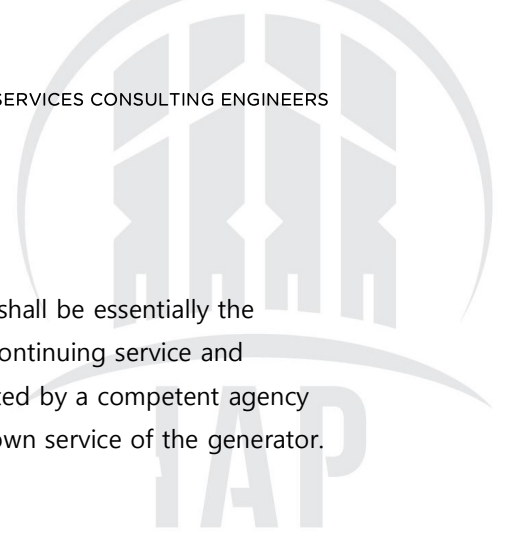 SERVICES CONSULTING ENGINEERS
shall be essentially the
ontinuing service and
ted by a competent agency
own service of the generator.
IAP